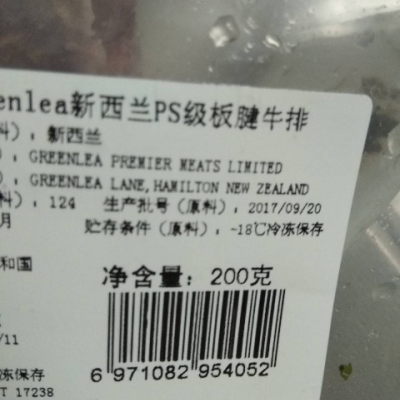 enlea新西兰PS级板腱牛排
料），新西兰
），GREENLEA PREMIER MEATS LIMITED
），GREENLEA LANE,HAMILTON NEW ZEALAND
料），124 生产批号（原料），2017/09/20
月 贮存条件（原料），-18℃冷冻保存
和国
净含量：200克
/11
冻保存
T 17238
6 971082 954052